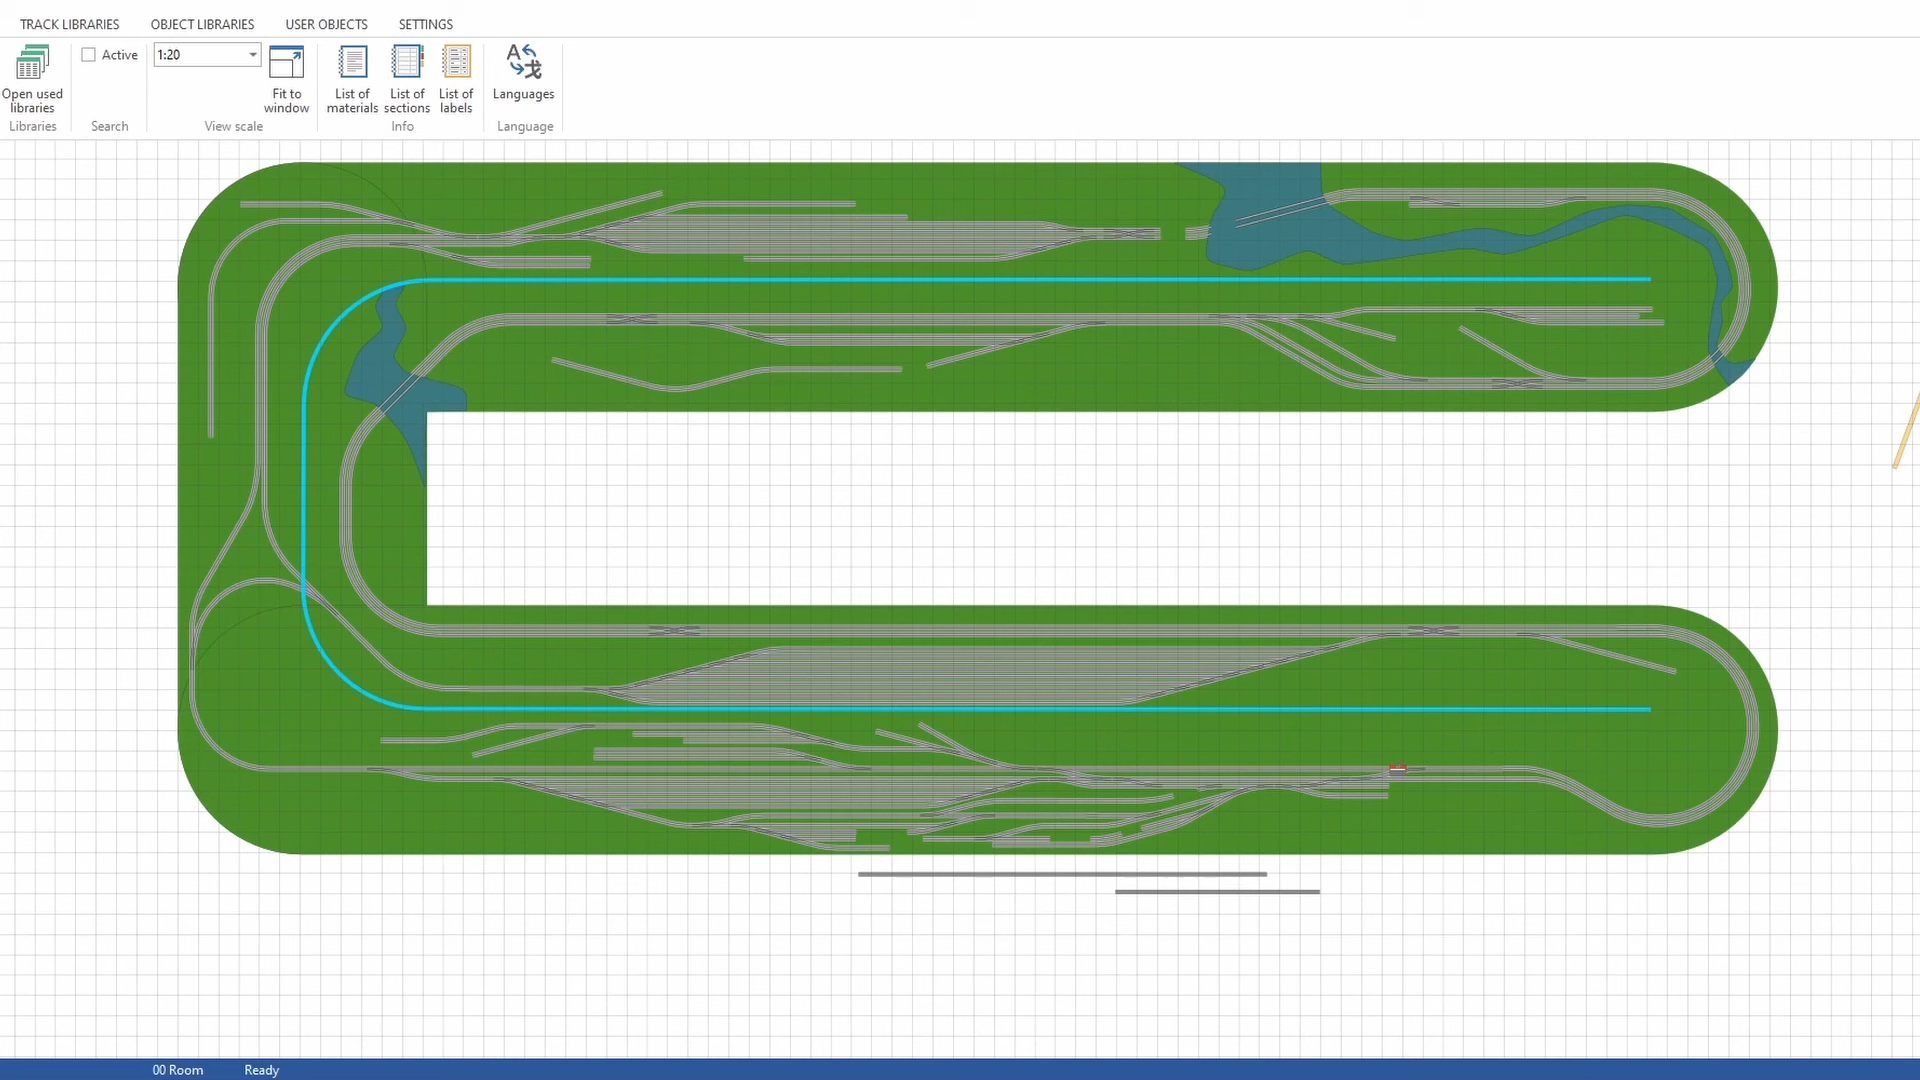 TRACK LIBRARIES OBJECT LIBRARIES USER OBJECTS SETTINGS
Active 1:20
Open used libraries
Fit to window
List of materials
List of sections
List of labels
Languages
Libraries Search View scale Info Language
00 Room Ready